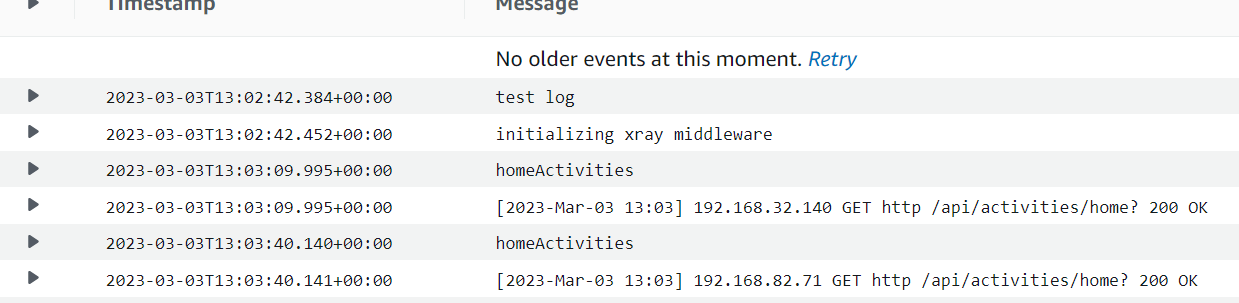 Timestamp Message
No older events at this moment. Retry
2023-03-03T13:02:42.384+00:00 test log
2023-03-03T13:02:42.452+00:00 initializing xray middleware
2023-03-03T13:03:09.995+00:00 homeActivities
2023-03-03T13:03:09.995+00:00 [2023-Mar-03 13:03] 192.168.32.140 GET http /api/activities/home? 200 OK
2023-03-03T13:03:40.140+00:00 homeActivities
2023-03-03T13:03:40.141+00:00 [2023-Mar-03 13:03] 192.168.82.71 GET http /api/activities/home? 200 OK